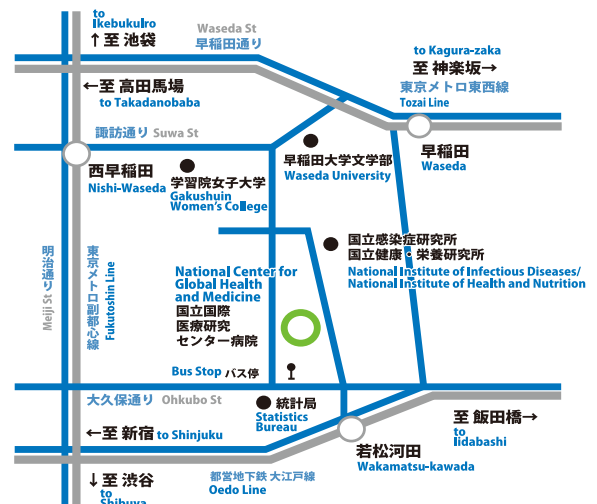 to
Ikebukuro
↑至 池袋
Waseda St
早稲田通り
to Kagura-zaka
至 神楽坂→
東京メトロ東西線
Tozai Line
←至 高田馬場
to Takadanobaba
諏訪通り Suwa St
早稲田
Waseda
早稲田大学文学部
Waseda University
西早稲田
Nishi-Waseda
学習院女子大学
Gakushuin
Women's College
明治通り
Meiji St
東京メトロ副都心線
Fukutoshin Line
国立感染症研究所
国立健康・栄養研究所
National Institute of Infectious Diseases/
National Institute of Health and Nutrition
National Center for
Global Health
and Medicine
国立国際
医療研究
センター病院
Bus Stop バス停
大久保通り Ohkubo St
統計局
Statistics
Bureau
至 飯田橋→
to
Iidabashi
←至 新宿 to Shinjuku
若松河田
Wakamatsu-kawada
都営地下鉄 大江戸線
Oedo Line
↓至 渋谷
to
Shibuya